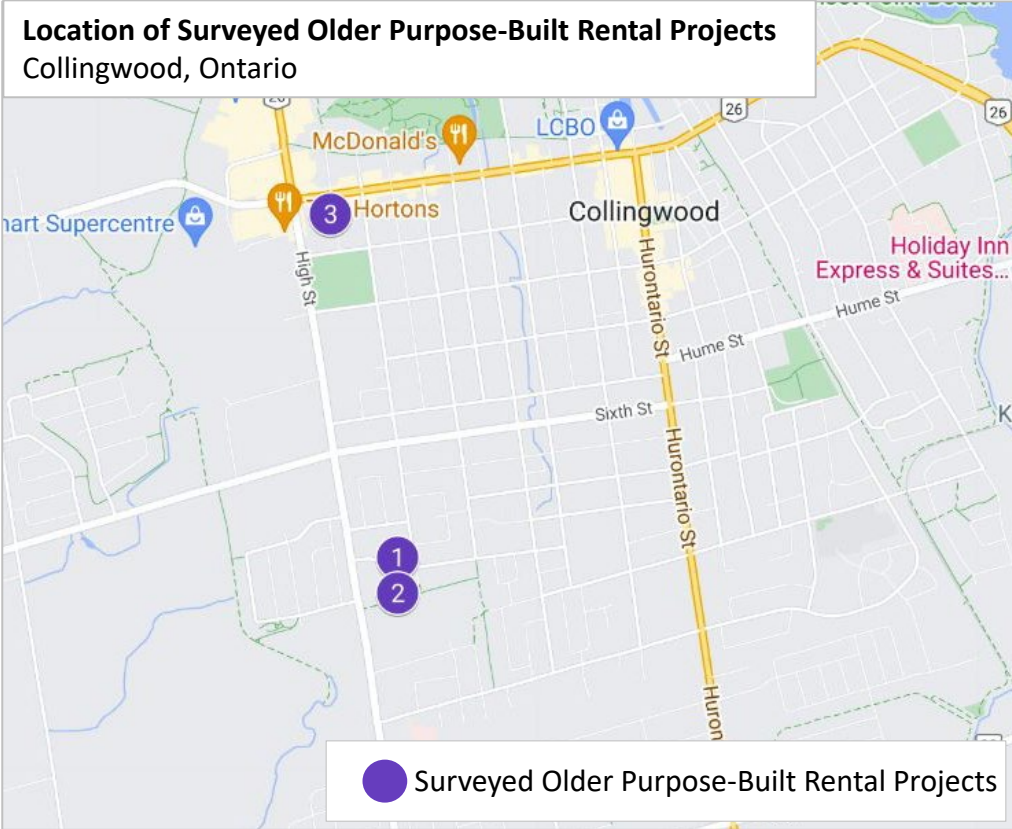 Location of Surveyed Older Purpose-Built Rental Projects
Collingwood, Ontario
26
26
LCBO
McDonald's
3
Hortons
Collingwood
hart Supercentre
High St
Hurontario St
Holiday Inn
Express & Suites...
Hume St
Hume St
Sixth St
K
Hurontario St
1
2
Huron
Surveyed Older Purpose-Built Rental Projects